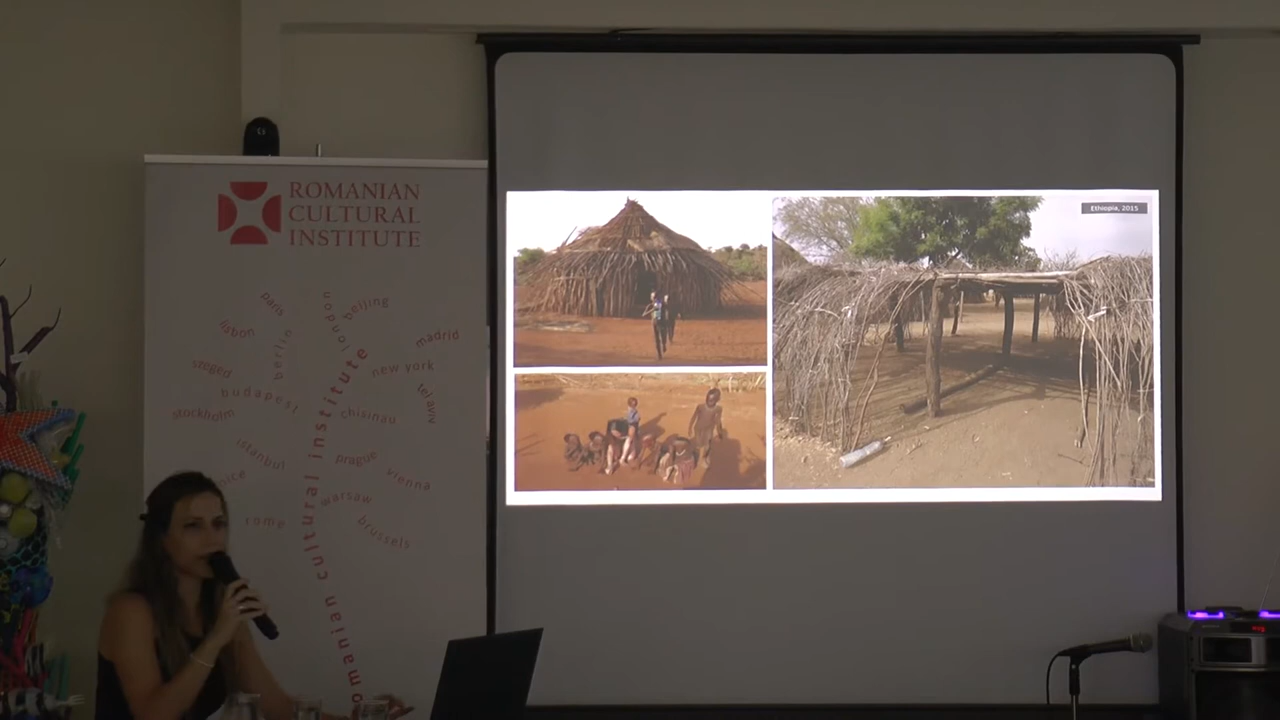 ROMANIAN
CULTURAL
INSTITUTE
paris
london
beijing
lisbon
berlin
madrid
szeged
new york
budapest
tel aviv
stockholm
chisinau
istanbul
prague
vienna
warsaw
rome
brussels
romanian cultural institute
Ethiopia, 2015